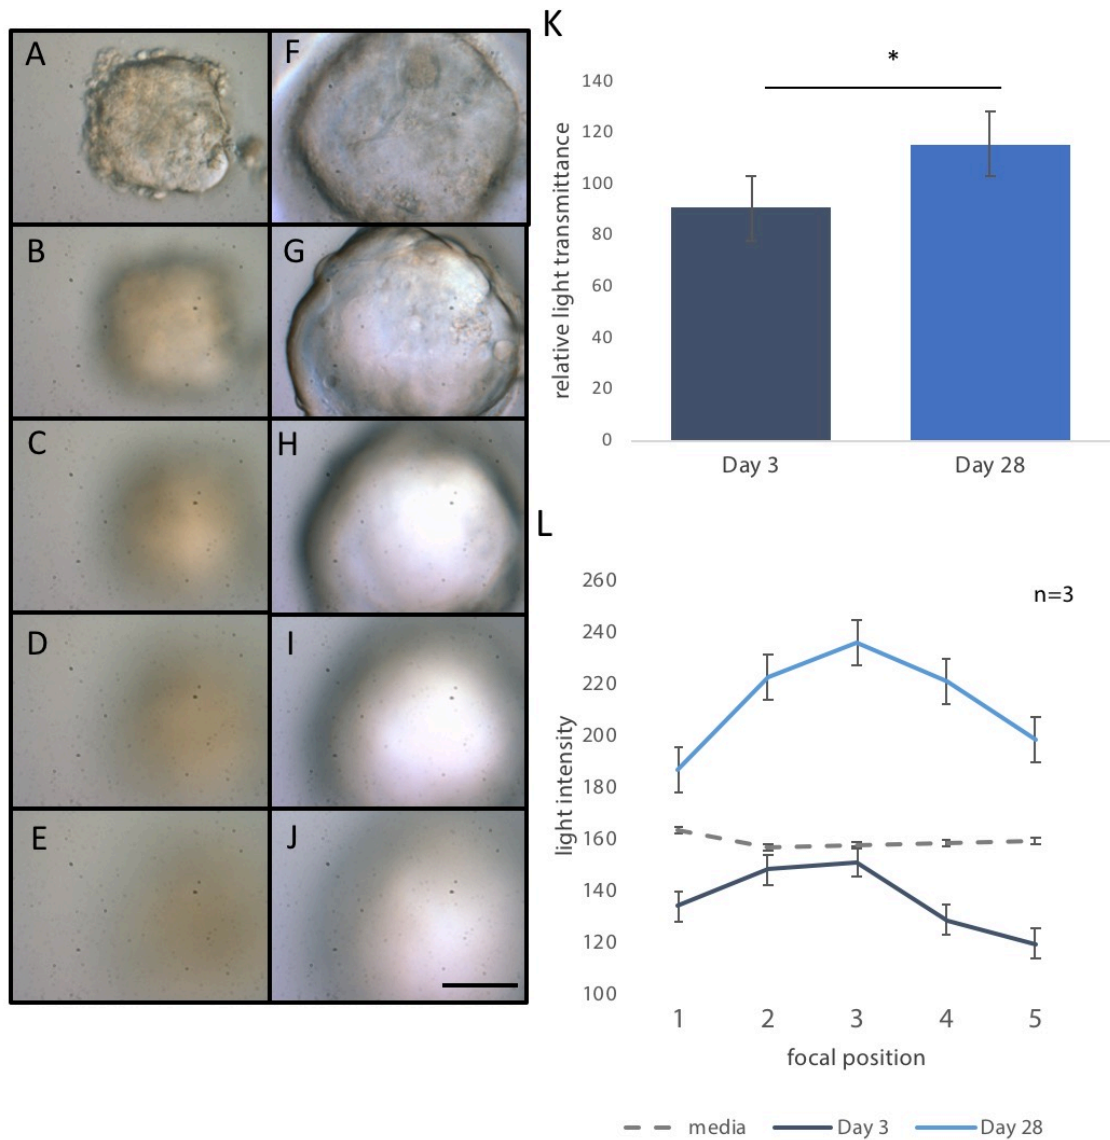 A
F
B
G
C
H
D
I
E
J
K
*
140
120
100
80
60
40
20
0
relative light transmittance
Day 3 Day 28
L
n=3
260
240
220
200
180
160
140
120
100
light intensity
1 2 3 4 5
focal position
media Day 3 Day 28